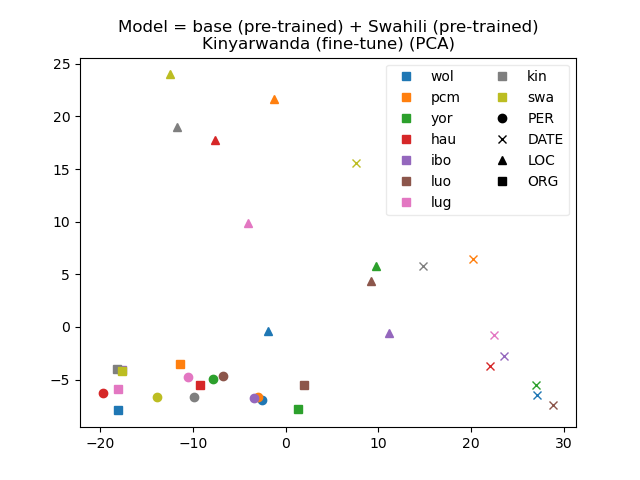 Model = base (pre-trained) + Swahili (pre-trained)
Kinyarwanda (fine-tune) (PCA)
25
20
15
10
5
0
−5
−20
−10
0
10
20
30
wol
pcm
yor
hau
ibo
luo
lug
kin
swa
PER
DATE
LOC
ORG